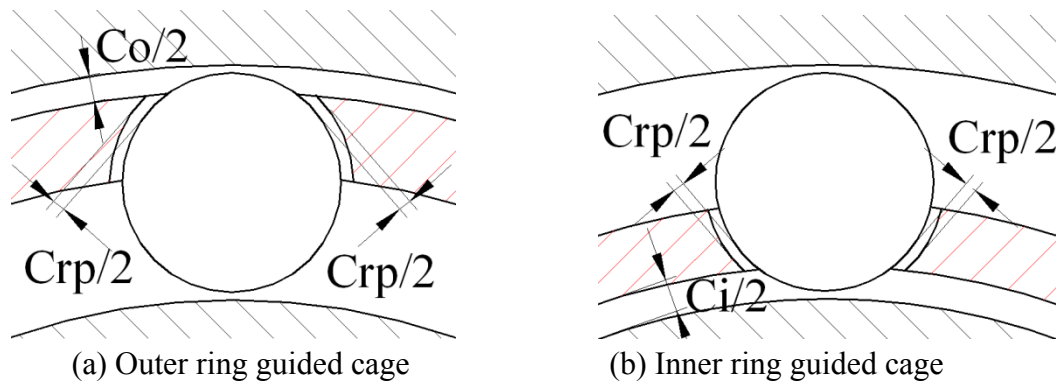 Co/2
Crp/2
Crp/2
(a) Outer ring guided cage
Crp/2
Crp/2
Ci/2
(b) Inner ring guided cage